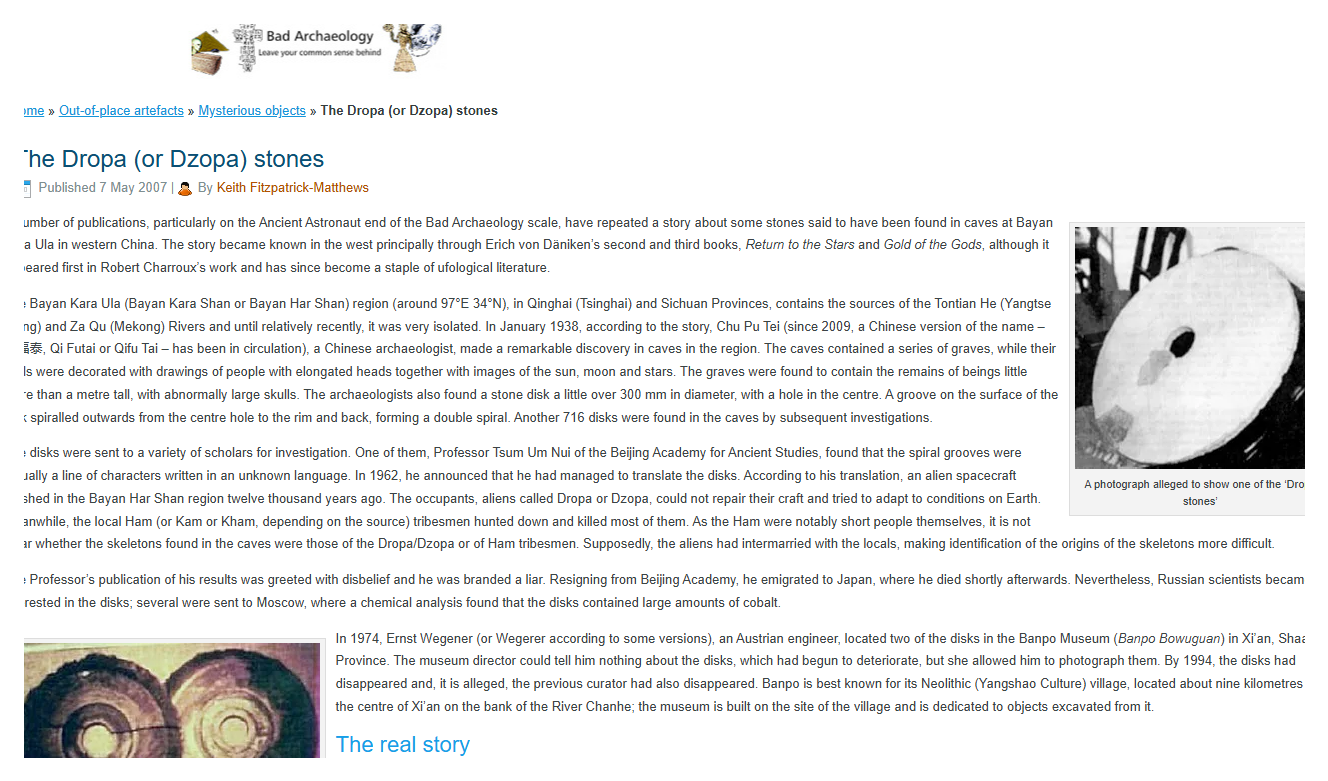 Bad Archaeology
Leave your common sense behind
ome » Out-of-place artefacts » Mysterious objects » The Dropa (or Dzopa) stones
The Dropa (or Dzopa) stones
Published 7 May 2007 | By Keith Fitzpatrick-Matthews
umber of publications, particularly on the Ancient Astronaut end of the Bad Archaeology scale, have repeated a story about some stones said to have been found in caves at Bayan
a Ula in western China. The story became known in the west principally through Erich von Däniken's second and third books, Return to the Stars and Gold of the Gods, although it
peared first in Robert Charroux's work and has since become a staple of ufological literature.
e Bayan Kara Ula (Bayan Kara Shan or Bayan Har Shan) region (around 97°E 34°N), in Qinghai (Tsinghai) and Sichuan Provinces, contains the sources of the Tontian He (Yangtse
ng) and Za Qu (Mekong) Rivers and until relatively recently, it was very isolated. In January 1938, according to the story, Chu Pu Tei (since 2009, a Chinese version of the name –
福泰, Qi Futai or Qifu Tai – has been in circulation), a Chinese archaeologist, made a remarkable discovery in caves in the region. The caves contained a series of graves, while their
ls were decorated with drawings of people with elongated heads together with images of the sun, moon and stars. The graves were found to contain the remains of beings little
re than a metre tall, with abnormally large skulls. The archaeologists also found a stone disk a little over 300 mm in diameter, with a hole in the centre. A groove on the surface of the
k spiralled outwards from the centre hole to the rim and back, forming a double spiral. Another 716 disks were found in the caves by subsequent investigations.
e disks were sent to a variety of scholars for investigation. One of them, Professor Tsum Um Nui of the Beijing Academy for Ancient Studies, found that the spiral grooves were
ually a line of characters written in an unknown language. In 1962, he announced that he had managed to translate the disks. According to his translation, an alien spacecraft
shed in the Bayan Har Shan region twelve thousand years ago. The occupants, aliens called Dropa or Dzopa, could not repair their craft and tried to adapt to conditions on Earth.
anwhile, the local Ham (or Kam or Kham, depending on the source) tribesmen hunted down and killed most of them. As the Ham were notably short people themselves, it is not
ar whether the skeletons found in the caves were those of the Dropa/Dzopa or of Ham tribesmen. Supposedly, the aliens had intermarried with the locals, making identification of the origins of the skeletons more difficult.
A photograph alleged to show one of the 'Dro
stones'
e Professor's publication of his results was greeted with disbelief and he was branded a liar. Resigning from Beijing Academy, he emigrated to Japan, where he died shortly afterwards. Nevertheless, Russian scientists becam
rested in the disks; several were sent to Moscow, where a chemical analysis found that the disks contained large amounts of cobalt.
In 1974, Ernst Wegener (or Wegerer according to some versions), an Austrian engineer, located two of the disks in the Banpo Museum (Banpo Bowuguan) in Xi'an, Shaa
Province. The museum director could tell him nothing about the disks, which had begun to deteriorate, but she allowed him to photograph them. By 1994, the disks had
disappeared and, it is alleged, the previous curator had also disappeared. Banpo is best known for its Neolithic (Yangshao Culture) village, located about nine kilometres
the centre of Xi'an on the bank of the River Chanhe; the museum is built on the site of the village and is dedicated to objects excavated from it.
The real story